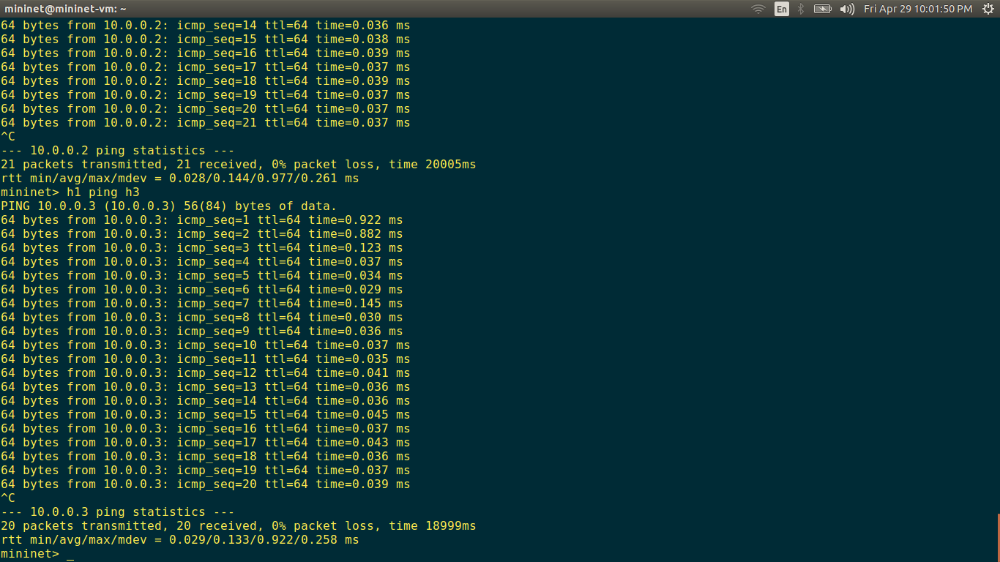 mininet@mininet-vm: ~ En Fri Apr 29 10:01:50 PM
64 bytes from 10.0.0.2: icmp_seq=14 ttl=64 time=0.036 ms
64 bytes from 10.0.0.2: icmp_seq=15 ttl=64 time=0.038 ms
64 bytes from 10.0.0.2: icmp_seq=16 ttl=64 time=0.039 ms
64 bytes from 10.0.0.2: icmp_seq=17 ttl=64 time=0.037 ms
64 bytes from 10.0.0.2: icmp_seq=18 ttl=64 time=0.039 ms
64 bytes from 10.0.0.2: icmp_seq=19 ttl=64 time=0.037 ms
64 bytes from 10.0.0.2: icmp_seq=20 ttl=64 time=0.037 ms
64 bytes from 10.0.0.2: icmp_seq=21 ttl=64 time=0.037 ms
^C
--- 10.0.0.2 ping statistics ---
21 packets transmitted, 21 received, 0% packet loss, time 20005ms
rtt min/avg/max/mdev = 0.028/0.144/0.977/0.261 ms
mininet> h1 ping h3
PING 10.0.0.3 (10.0.0.3) 56(84) bytes of data.
64 bytes from 10.0.0.3: icmp_seq=1 ttl=64 time=0.922 ms
64 bytes from 10.0.0.3: icmp_seq=2 ttl=64 time=0.882 ms
64 bytes from 10.0.0.3: icmp_seq=3 ttl=64 time=0.123 ms
64 bytes from 10.0.0.3: icmp_seq=4 ttl=64 time=0.037 ms
64 bytes from 10.0.0.3: icmp_seq=5 ttl=64 time=0.034 ms
64 bytes from 10.0.0.3: icmp_seq=6 ttl=64 time=0.029 ms
64 bytes from 10.0.0.3: icmp_seq=7 ttl=64 time=0.145 ms
64 bytes from 10.0.0.3: icmp_seq=8 ttl=64 time=0.030 ms
64 bytes from 10.0.0.3: icmp_seq=9 ttl=64 time=0.036 ms
64 bytes from 10.0.0.3: icmp_seq=10 ttl=64 time=0.037 ms
64 bytes from 10.0.0.3: icmp_seq=11 ttl=64 time=0.035 ms
64 bytes from 10.0.0.3: icmp_seq=12 ttl=64 time=0.041 ms
64 bytes from 10.0.0.3: icmp_seq=13 ttl=64 time=0.036 ms
64 bytes from 10.0.0.3: icmp_seq=14 ttl=64 time=0.036 ms
64 bytes from 10.0.0.3: icmp_seq=15 ttl=64 time=0.045 ms
64 bytes from 10.0.0.3: icmp_seq=16 ttl=64 time=0.037 ms
64 bytes from 10.0.0.3: icmp_seq=17 ttl=64 time=0.043 ms
64 bytes from 10.0.0.3: icmp_seq=18 ttl=64 time=0.036 ms
64 bytes from 10.0.0.3: icmp_seq=19 ttl=64 time=0.037 ms
64 bytes from 10.0.0.3: icmp_seq=20 ttl=64 time=0.039 ms
^C
--- 10.0.0.3 ping statistics ---
20 packets transmitted, 20 received, 0% packet loss, time 18999ms
rtt min/avg/max/mdev = 0.029/0.133/0.922/0.258 ms
mininet> _